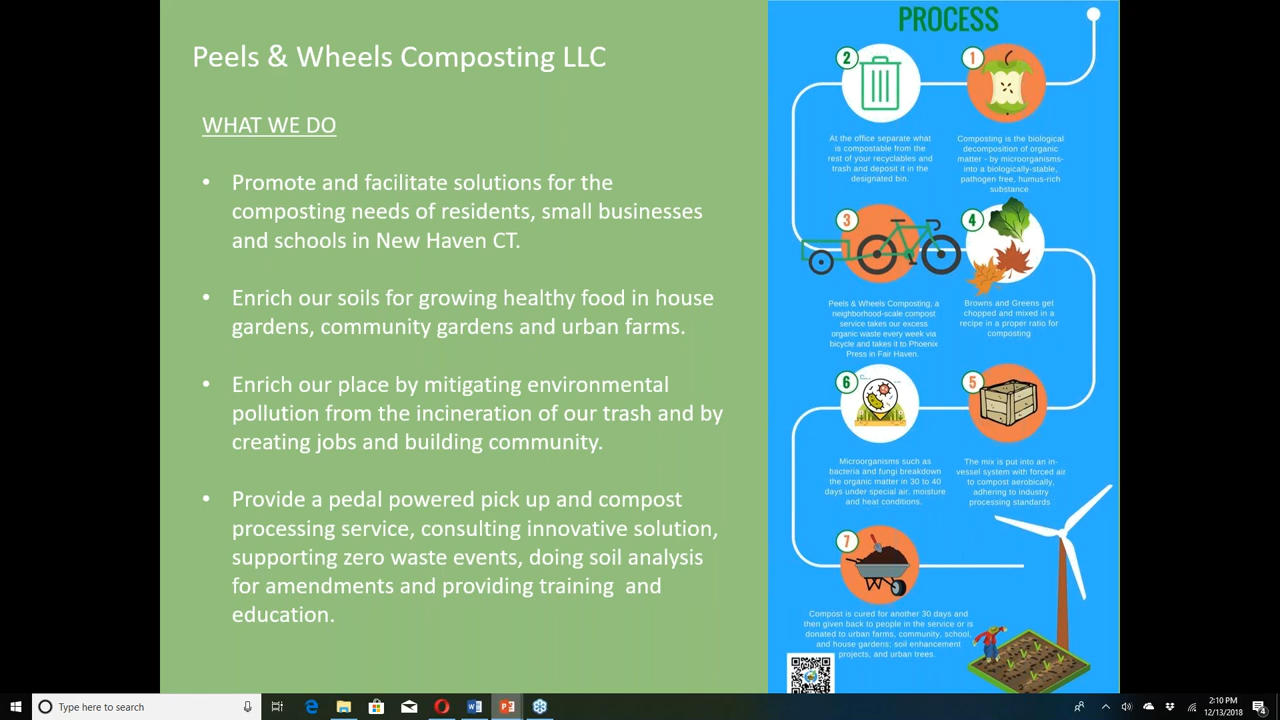 Peels & Wheels Composting LLC
WHAT WE DO
• Promote and facilitate solutions for the
composting needs of residents, small businesses
and schools in New Haven CT.
• Enrich our soils for growing healthy food in house
gardens, community gardens and urban farms.
• Enrich our place by mitigating environmental
pollution from the incineration of our trash and by
creating jobs and building community.
• Provide a pedal powered pick up and compost
processing service, consulting innovative solution,
supporting zero waste events, doing soil analysis
for amendments and providing training and
education.
PROCESS
1
Composting is the biological
decomposition of organic
matter - by microorganisms-
into a biologically-stable,
pathogen free, humus-rich
substance
2
At the office separate what
is compostable from the
rest of your recyclables and
trash and deposit it in the
designated bin.
3
Peels & Wheels Composting, a
neighborhood-scale compost
service takes our excess
organic waste every week via
bicycle and takes it to Phoenix
Press in Fair Haven.
4
Browns and Greens get
chopped and mixed in a
recipe in a proper ratio for
composting
5
The mix is put into an in-
vessel system with forced air
to compost aerobically,
adhering to industry
processing standards
6
Microorganisms such as
bacteria and fungi breakdown
the organic matter in 30 to 40
days under special air, moisture
and heat conditions.
7
Compost is cured for another 30 days and
then given back to people in the service or is
donated to urban farms, community, school,
and house gardens; soil enhancement
projects, and urban trees.
Type here to search
2:10 PM
12/13/2018
4